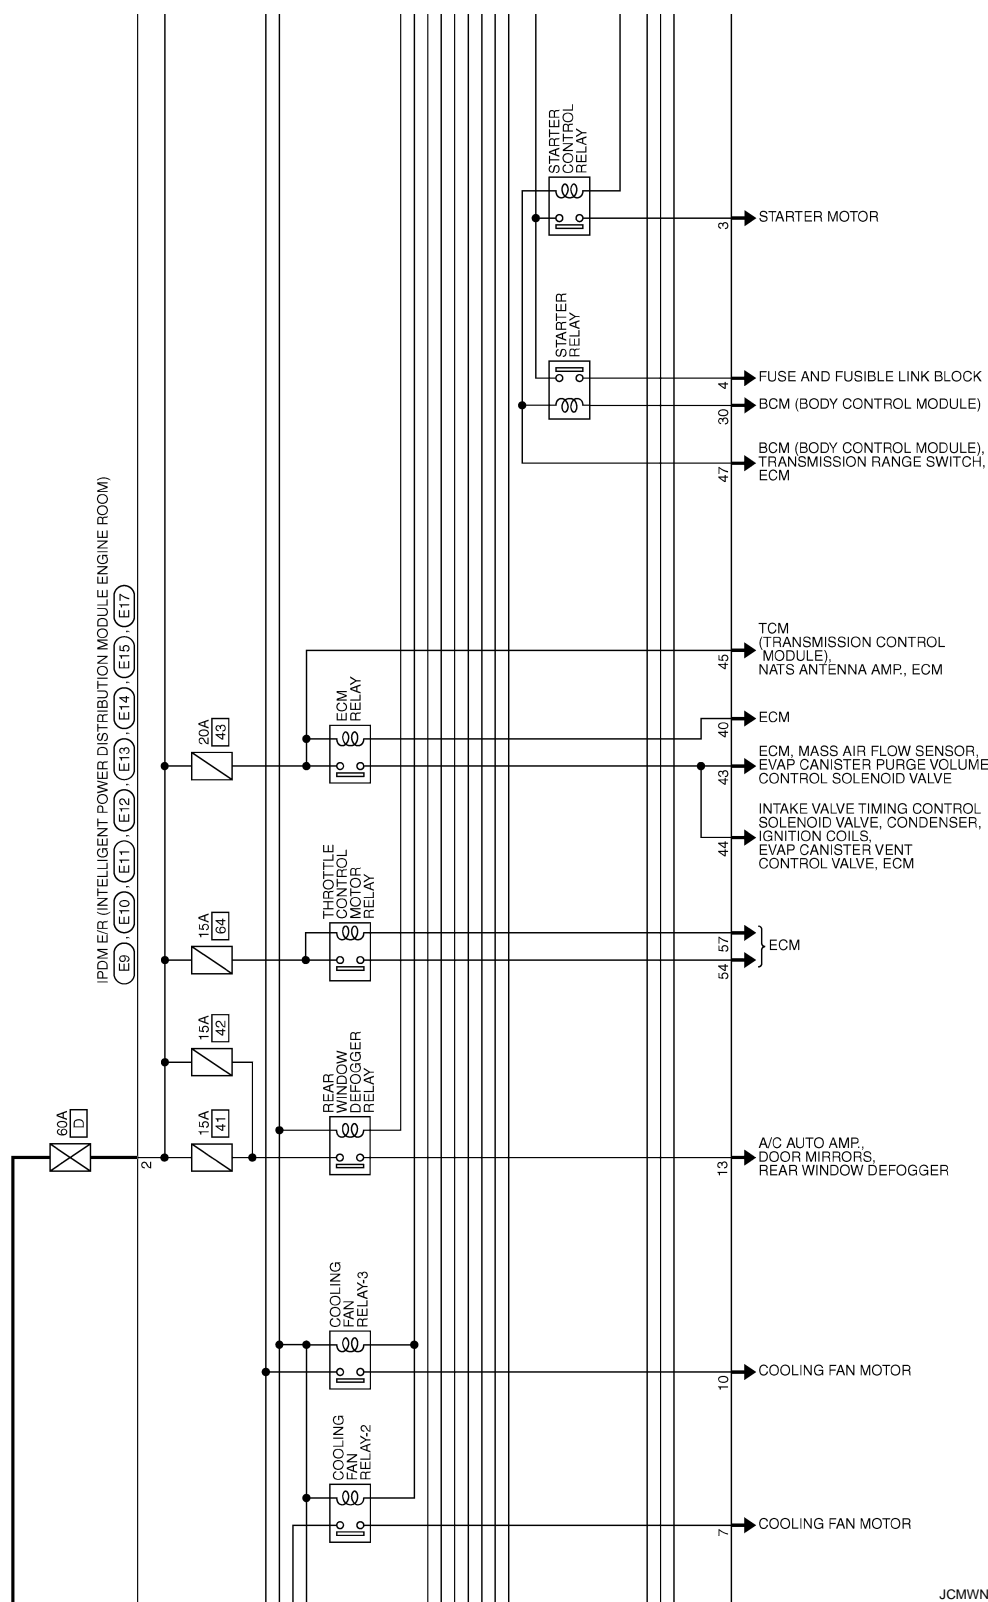 STARTER
CONTROL
RELAY
3
STARTER MOTOR
STARTER
RELAY
4
FUSE AND FUSIBLE LINK BLOCK
30
BCM (BODY CONTROL MODULE)
47
BCM (BODY CONTROL MODULE),
TRANSMISSION RANGE SWITCH,
ECM
IPDM E/R (INTELLIGENT POWER DISTRIBUTION MODULE ENGINE ROOM)
E9 , E10 , E11 , E12 , E13 , E14 , E15 , E17
45
TCM
(TRANSMISSION CONTROL
MODULE),
NATS ANTENNA AMP., ECM
20A
43
ECM
RELAY
40
ECM
43
ECM, MASS AIR FLOW SENSOR,
EVAP CANISTER PURGE VOLUME
CONTROL SOLENOID VALVE
44
INTAKE VALVE TIMING CONTROL
SOLENOID VALVE, CONDENSER,
IGNITION COILS,
EVAP CANISTER VENT
CONTROL VALVE, ECM
15A
64
THROTTLE
CONTROL
MOTOR
RELAY
57
54
ECM
15A
42
60A
D
2
15A
41
REAR
WINDOW
DEFOGGER
RELAY
13
A/C AUTO AMP.,
DOOR MIRRORS,
REAR WINDOW DEFOGGER
COOLING
FAN
RELAY-3
10
COOLING FAN MOTOR
COOLING
FAN
RELAY-2
7
COOLING FAN MOTOR
JCMWN